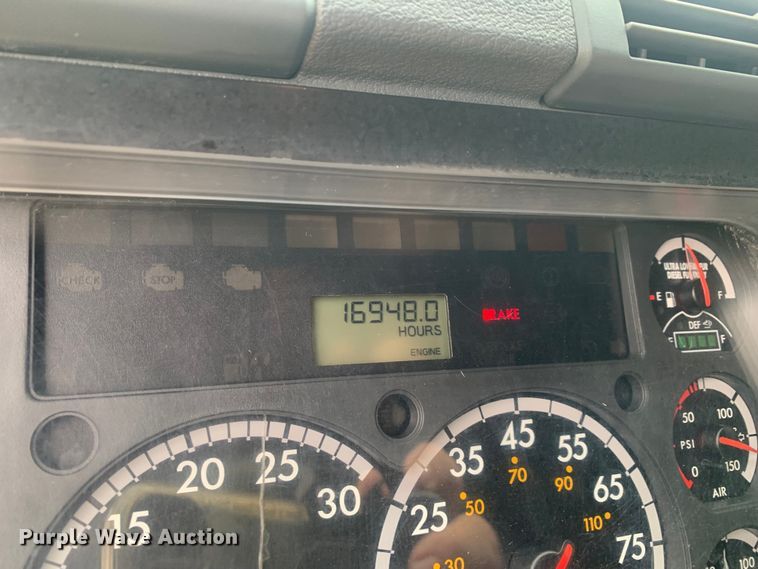 CHECK
STOP
16948.0
HOURS
ENGINE
BRAKE
ULTRA LOW SULFUR
DIESEL FUEL ONLY
E F
DEF
E F
50 100
PSI
0 150
AIR
15 20 25 30
25 35 45 55 65 75
30 50 70 90 110
100
Purple Wave Auction